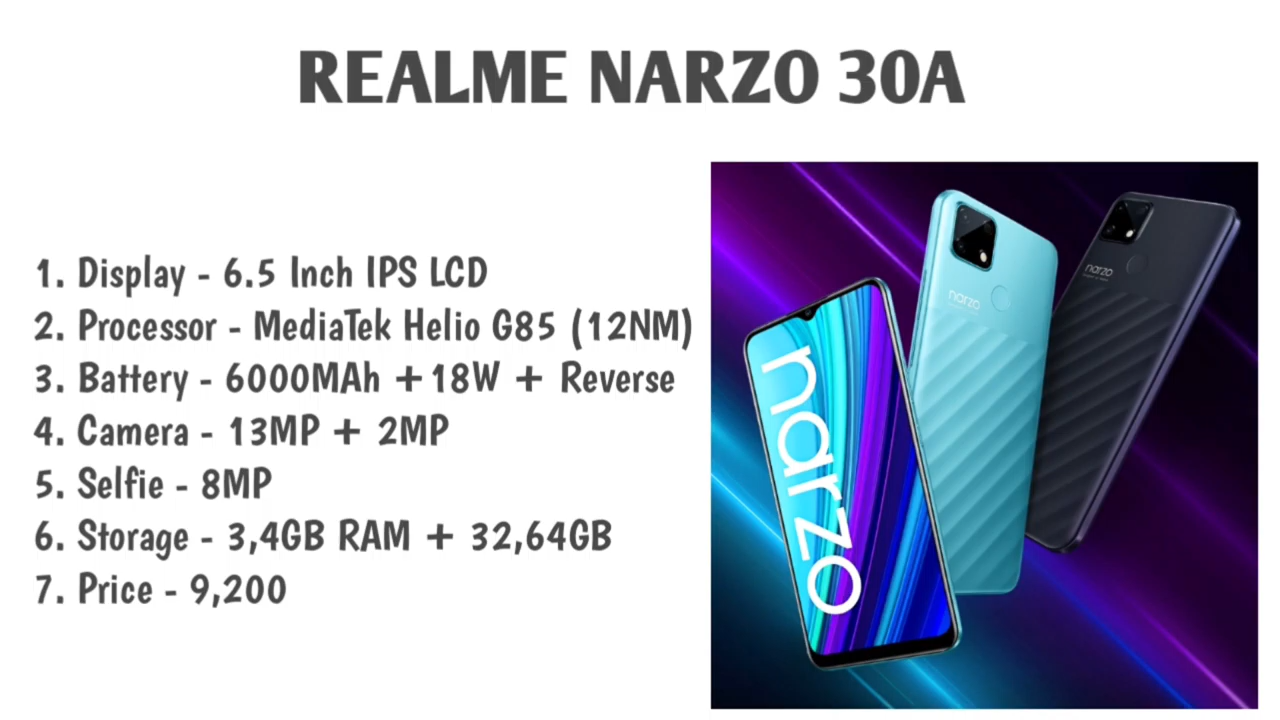 REALME NARZO 30A
1. Display - 6.5 Inch IPS LCD
2. Processor - MediaTek Helio G85 (12NM)
3. Battery - 6000MAh +18W + Reverse
4. Camera - 13MP + 2MP
5. Selfie - 8MP
6. Storage - 3,4GB RAM + 32,64GB
7. Price - 9,200
narzo
narzo
narzo